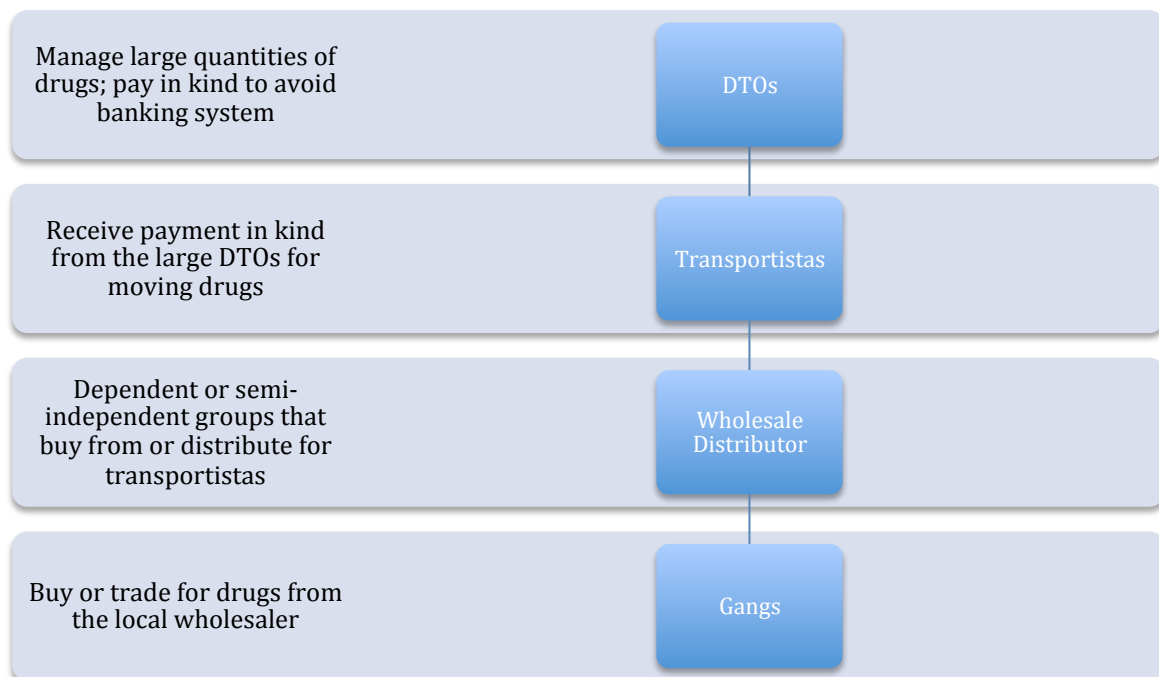 Manage large quantities of
drugs; pay in kind to avoid
banking system
DTOs
Receive payment in kind
from the large DTOs for
moving drugs
Transportistas
Dependent or semi-
independent groups that
buy from or distribute for
transportistas
Wholesale
Distributor
Buy or trade for drugs from
the local wholesaler
Gangs